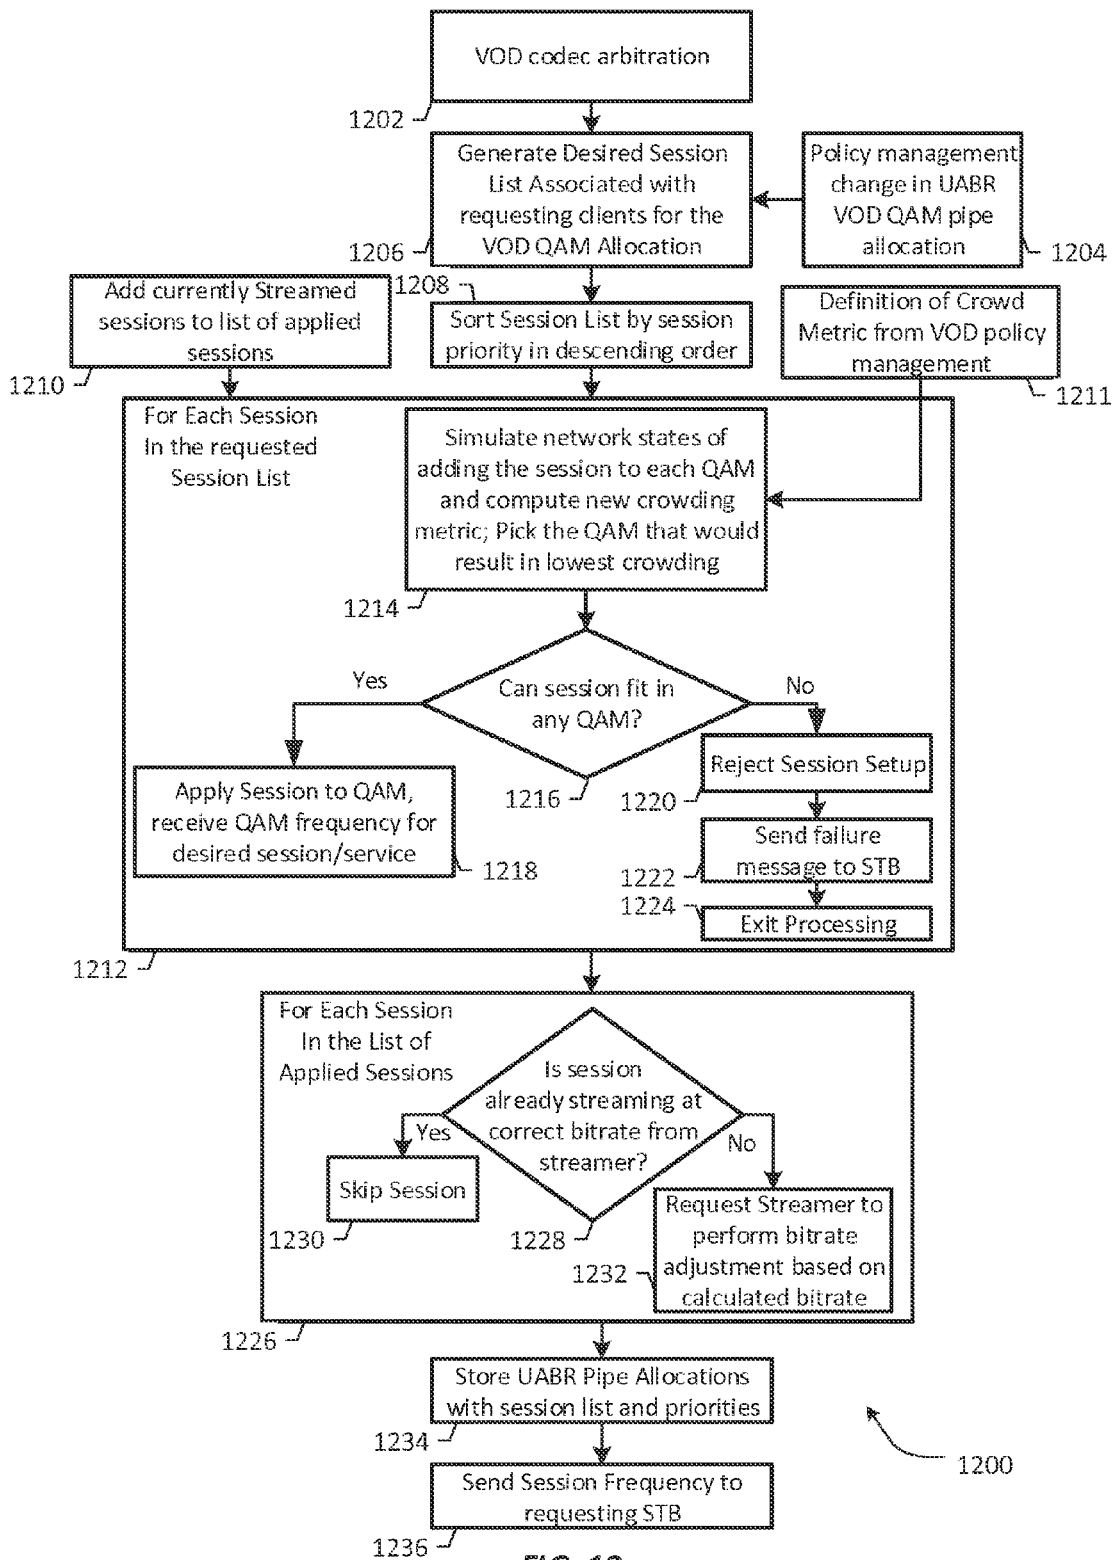 VOD codec arbitration
1202
Generate Desired Session
List Associated with
requesting clients for the
VOD QAM Allocation
1206
Policy management
change in UABR
VOD QAM pipe
allocation
1204
1208
Add currently Streamed
sessions to list of applied
sessions
1210
Sort Session List by session
priority in descending order
Definition of Crowd
Metric from VOD policy
management
1211
For Each Session
In the requested
Session List
Simulate network states of
adding the session to each QAM
and compute new crowding
metric; Pick the QAM that would
result in lowest crowding
1214
Yes
Can session fit in
any QAM?
No
1216
Apply Session to QAM,
receive QAM frequency for
desired session/service
1218
Reject Session Setup
1220
Send failure
message to STB
1222
1224
Exit Processing
1212
For Each Session
In the List of
Applied Sessions
Is session
already streaming at
correct bitrate from
streamer?
Yes
No
Skip Session
1230
1228
Request Streamer to
perform bitrate
adjustment based on
calculated bitrate
1232
1226
Store UABR Pipe Allocations
with session list and priorities
1234
1200
Send Session Frequency to
requesting STB
1236